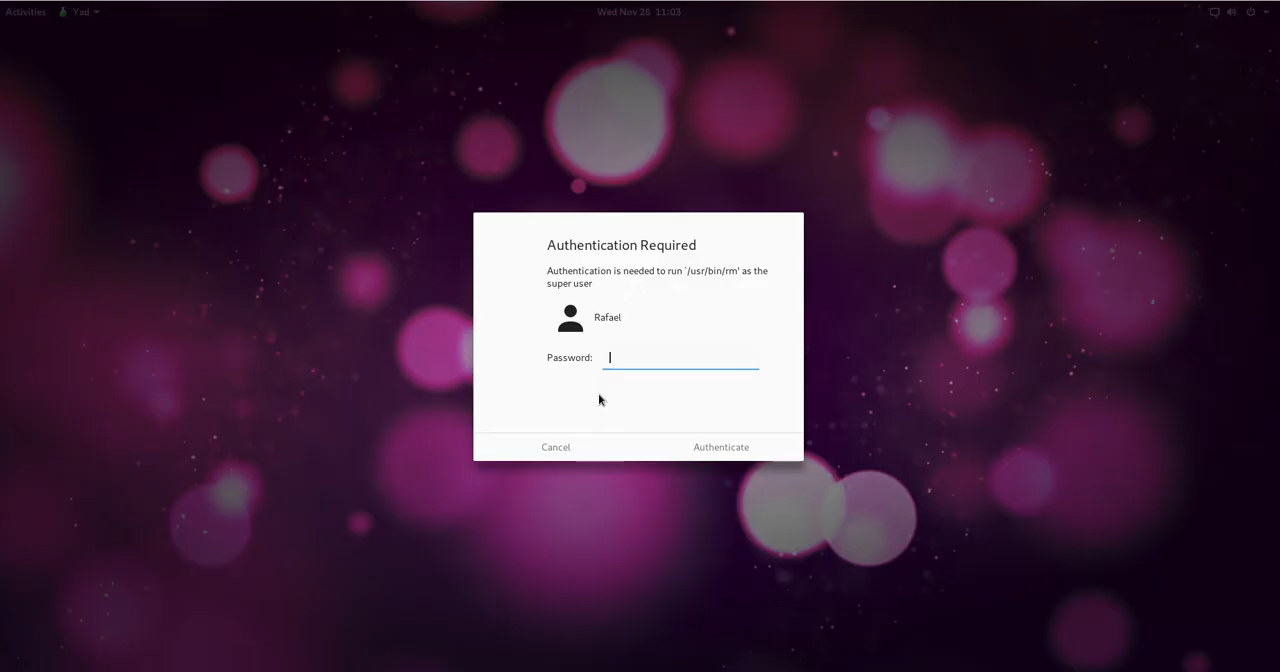 Activities Yad Wed Nov 28 11:03
Authentication Required
Authentication is needed to run `/usr/bin/rm' as the
super user
Rafael
Password:
Cancel Authenticate